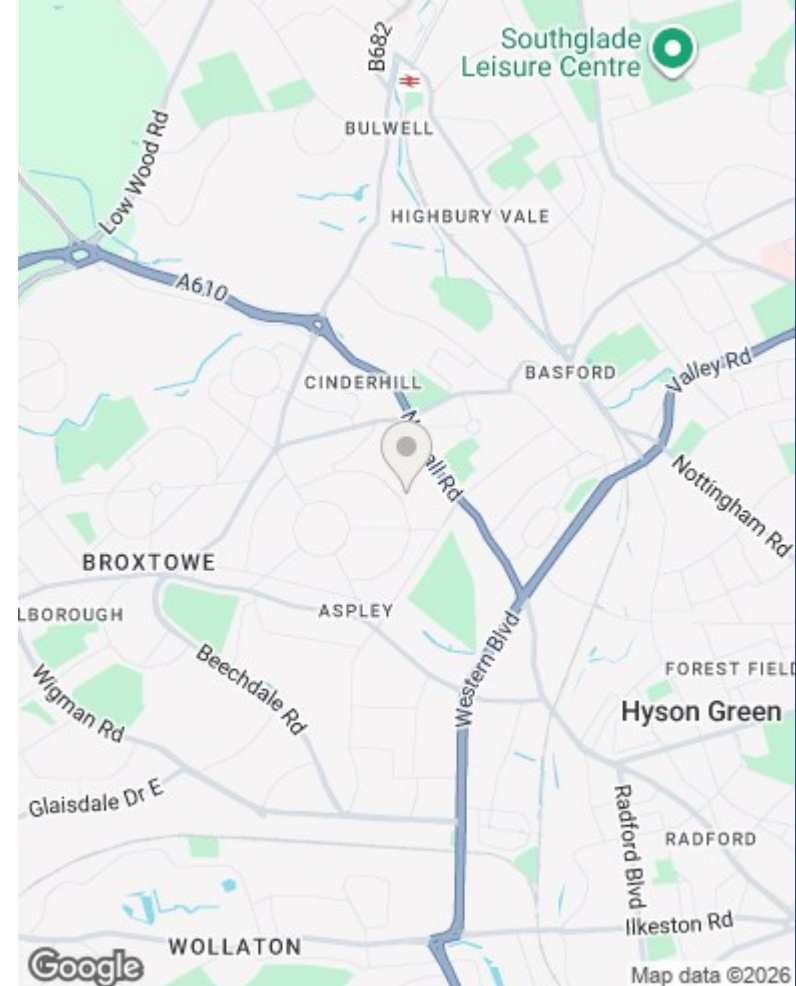 B682
Southglade
Leisure Centre
BULWELL
Low Wood Rd
HIGHBURY VALE
A610
CINDERHILL
BASFORD
Valley Rd
Nottingham Rd
BROXTOWE
LBOROUGH
ASPLEY
Western Blvd
Beechdale Rd
FOREST FIELD
Wigman Rd
Hyson Green
Glaisdale Dr E
Radford Blvd
RADFORD
Ilkeston Rd
WOLLATON
Google
Map data ©2026